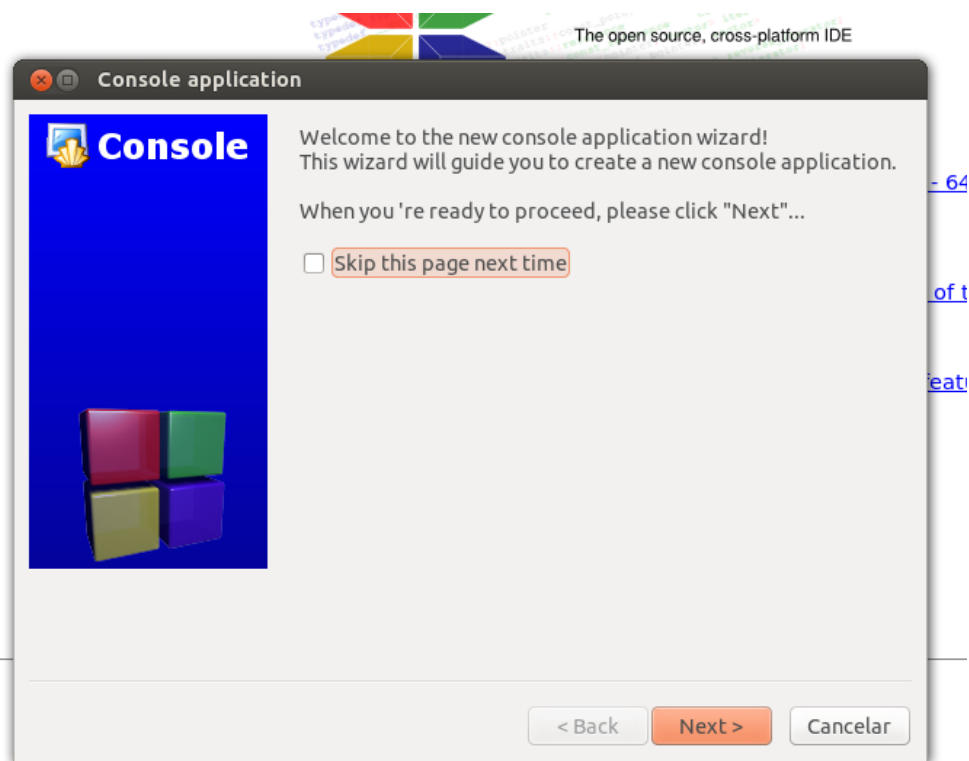 The open source, cross-platform IDE
Console application
Console
Welcome to the new console application wizard!
This wizard will guide you to create a new console application.
When you 're ready to proceed, please click "Next"...
Skip this page next time
- 64
of t
featu
< Back
Next >
Cancelar